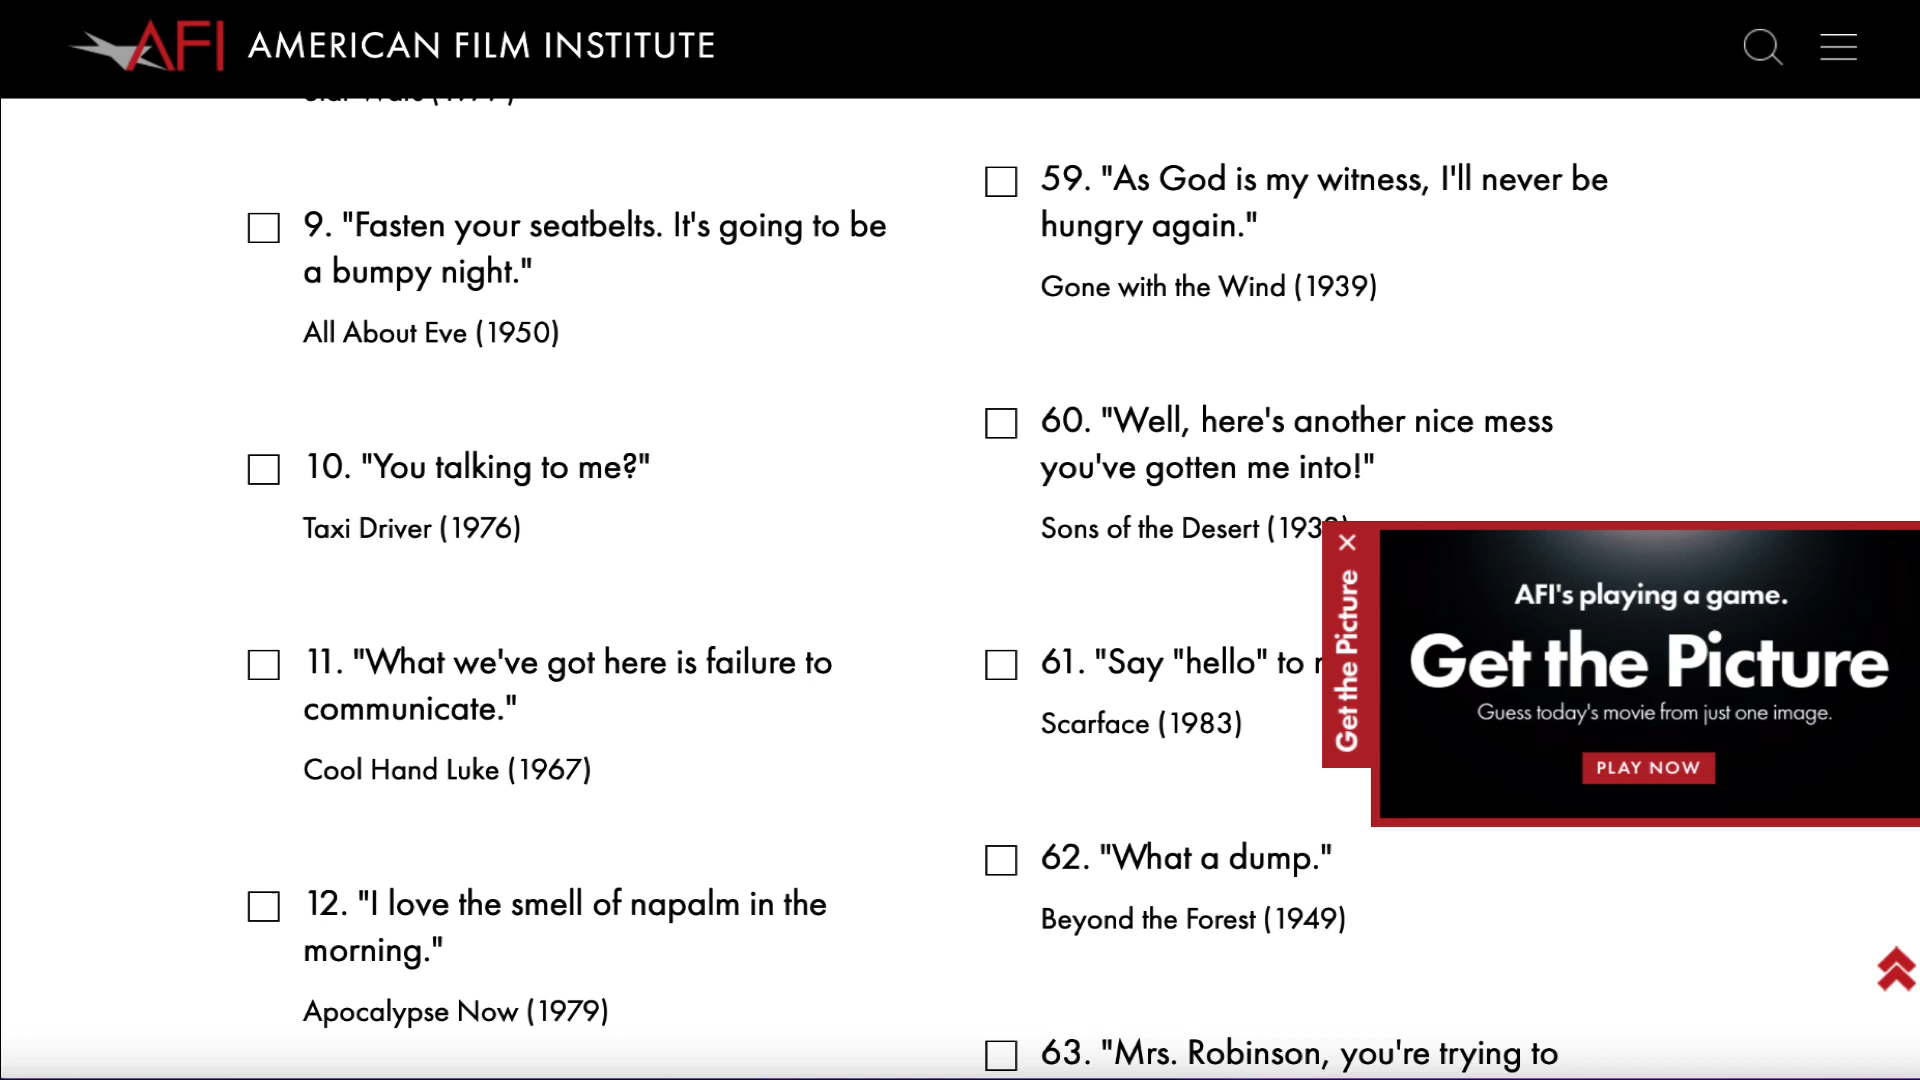 AFI AMERICAN FILM INSTITUTE
9. "Fasten your seatbelts. It's going to be
a bumpy night."
All About Eve (1950)
10. "You talking to me?"
Taxi Driver (1976)
11. "What we've got here is failure to
communicate."
Cool Hand Luke (1967)
12. "I love the smell of napalm in the
morning."
Apocalypse Now (1979)
59. "As God is my witness, I'll never be
hungry again."
Gone with the Wind (1939)
60. "Well, here's another nice mess
you've gotten me into!"
Sons of the Desert
61. "Say "hello" to
Scarface (1983)
62. "What a dump."
Beyond the Forest (1949)
63. "Mrs. Robinson, you're trying to
Get the Picture
AFI's playing a game.
Get the Picture
Guess today's movie from just one image.
PLAY NOW